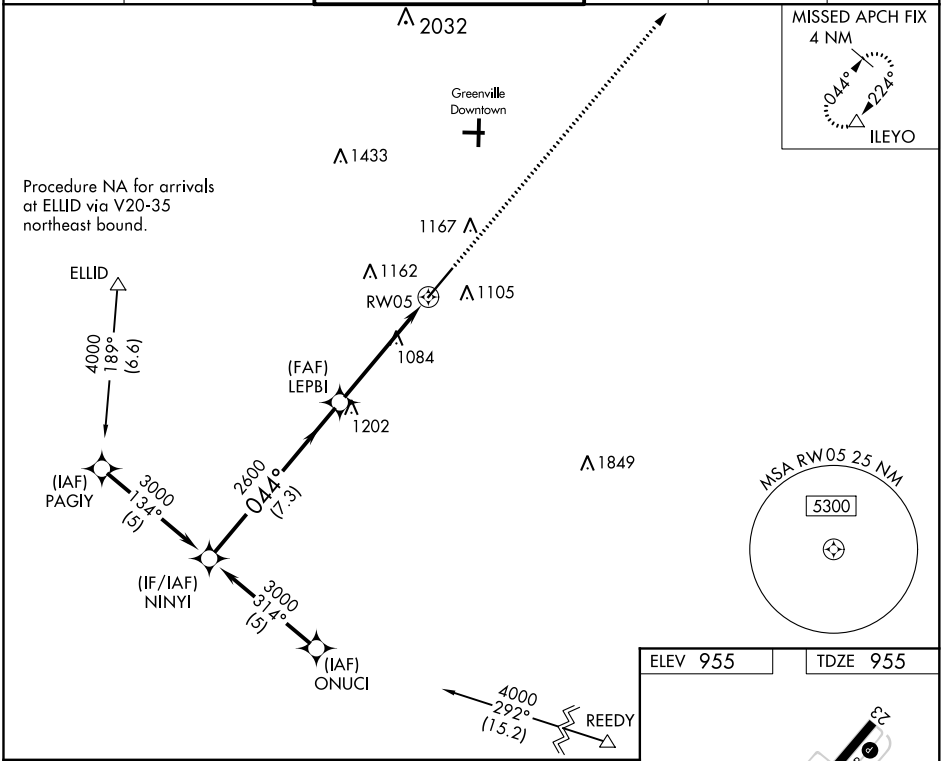 2032
MISSED APCH FIX
4 NM
044°
224°
ILEYO
Greenville
Downtown
1433
Procedure NA for arrivals
at ELLID via V20-35
northeast bound.
1167
ELLID
1162
RW05
1105
4000
189°
(6.6)
1084
(FAF)
LEPBI
1202
1849
(IAF)
PAGIY
3000
134°
(5)
2600
044°
(7.3)
MSA RW05 25 NM
5300
(IF/IAF)
NINYI
3000
314°
(5)
(IAF)
ONUCI
4000
292°
(15.2)
REEDY
ELEV 955
TDZE 955
23
P